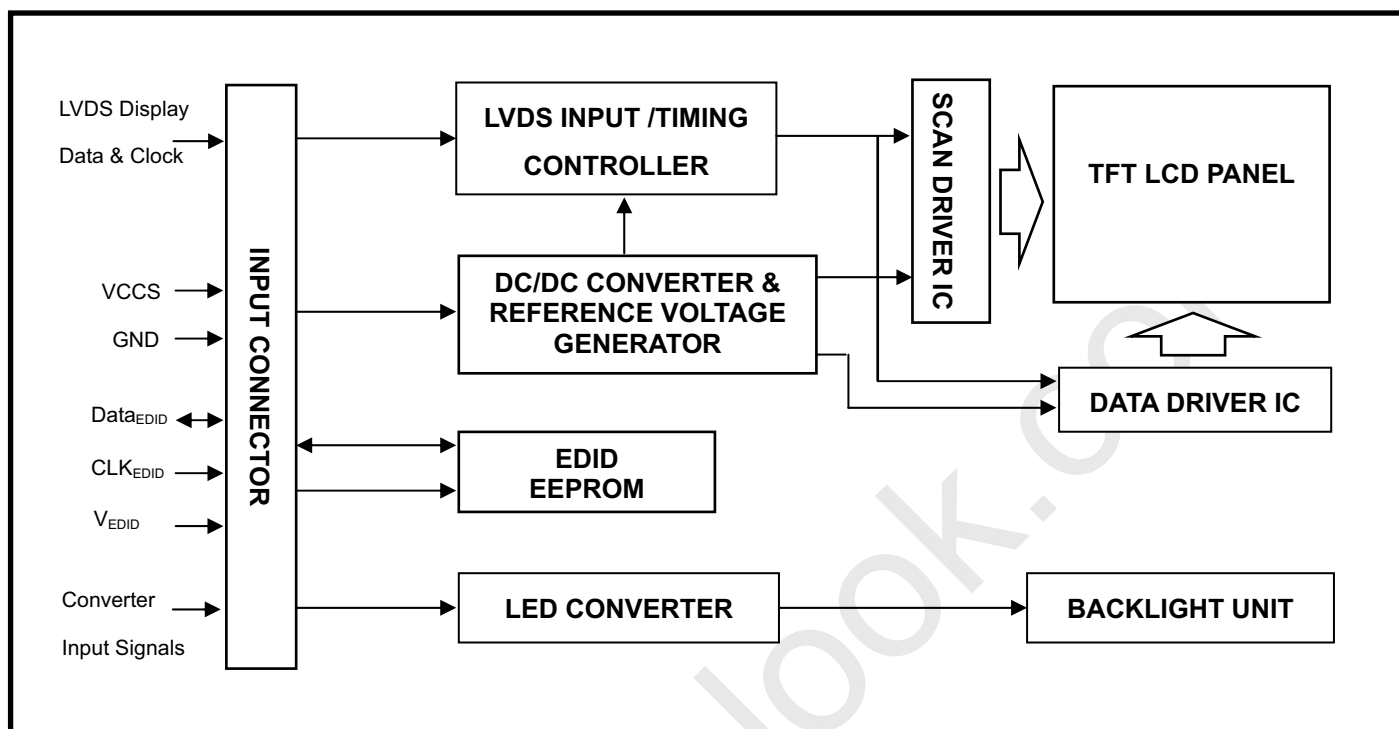 LVDS Display
Data & Clock
VCCS
GND
DataEDID
CLKEDID
VEDID
Converter
Input Signals
INPUT CONNECTOR
LVDS INPUT /TIMING
CONTROLLER
DC/DC CONVERTER &
REFERENCE VOLTAGE
GENERATOR
EDID
EEPROM
LED CONVERTER
SCAN DRIVER IC
TFT LCD PANEL
DATA DRIVER IC
BACKLIGHT UNIT